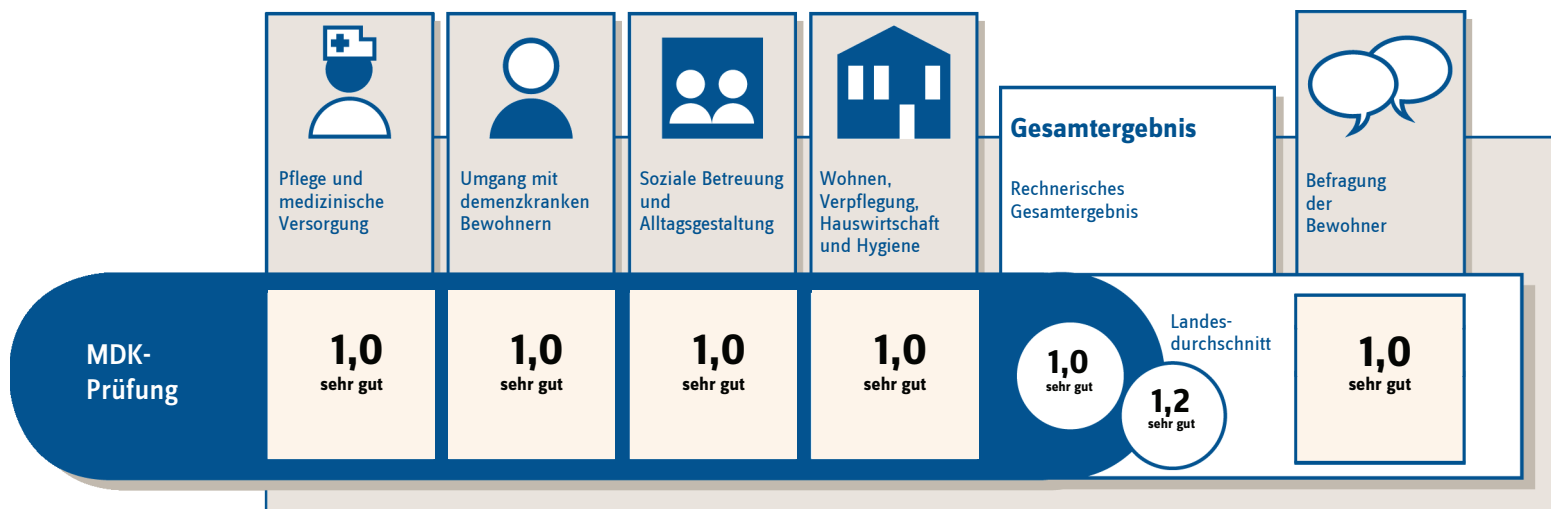 Pflege und
medizinische
Versorgung
Umgang mit
demenzkranken
Bewohnern
Soziale Betreuung
und
Alltagsgestaltung
Wohnen,
Verpflegung,
Hauswirtschaft
und Hygiene
Gesamtergebnis
Rechnerisches
Gesamtergebnis
Befragung
der
Bewohner
MDK-
Prüfung
1,0
sehr gut
1,0
sehr gut
1,0
sehr gut
1,0
sehr gut
1,0
sehr gut
Landes-
durchschnitt
1,2
sehr gut
1,0
sehr gut